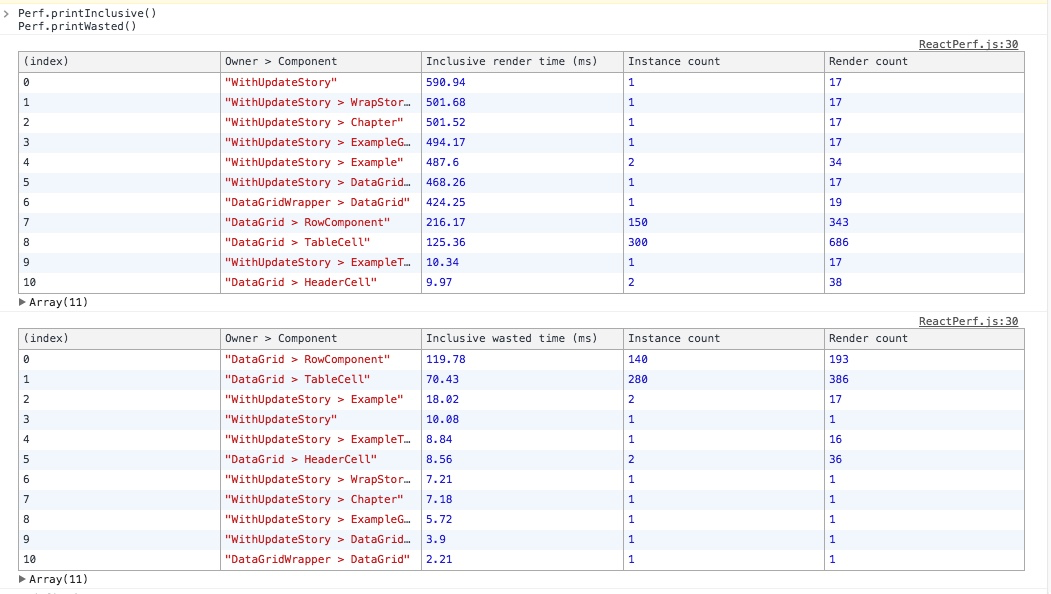 Perf.printInclusive()
Perf.printWasted()
ReactPerf.js:30
(index) Owner > Component Inclusive render time (ms) Instance count Render count
0 "WithUpdateStory" 590.94 1 17
1 "WithUpdateStory > WrapStor… 501.68 1 17
2 "WithUpdateStory > Chapter" 501.52 1 17
3 "WithUpdateStory > ExampleG… 494.17 1 17
4 "WithUpdateStory > Example" 487.6 2 34
5 "WithUpdateStory > DataGrid… 468.26 1 17
6 "DataGridWrapper > DataGrid" 424.25 1 19
7 "DataGrid > RowComponent" 216.17 150 343
8 "DataGrid > TableCell" 125.36 300 686
9 "WithUpdateStory > ExampleT… 10.34 1 17
10 "DataGrid > HeaderCell" 9.97 2 38
Array(11)
ReactPerf.js:30
(index) Owner > Component Inclusive wasted time (ms) Instance count Render count
0 "DataGrid > RowComponent" 119.78 140 193
1 "DataGrid > TableCell" 70.43 280 386
2 "WithUpdateStory > Example" 18.02 2 17
3 "WithUpdateStory" 10.08 1 1
4 "WithUpdateStory > ExampleT… 8.84 1 16
5 "DataGrid > HeaderCell" 8.56 2 36
6 "WithUpdateStory > WrapStor… 7.21 1 1
7 "WithUpdateStory > Chapter" 7.18 1 1
8 "WithUpdateStory > ExampleG… 5.72 1 1
9 "WithUpdateStory > DataGrid… 3.9 1 1
10 "DataGridWrapper > DataGrid" 2.21 1 1
Array(11)